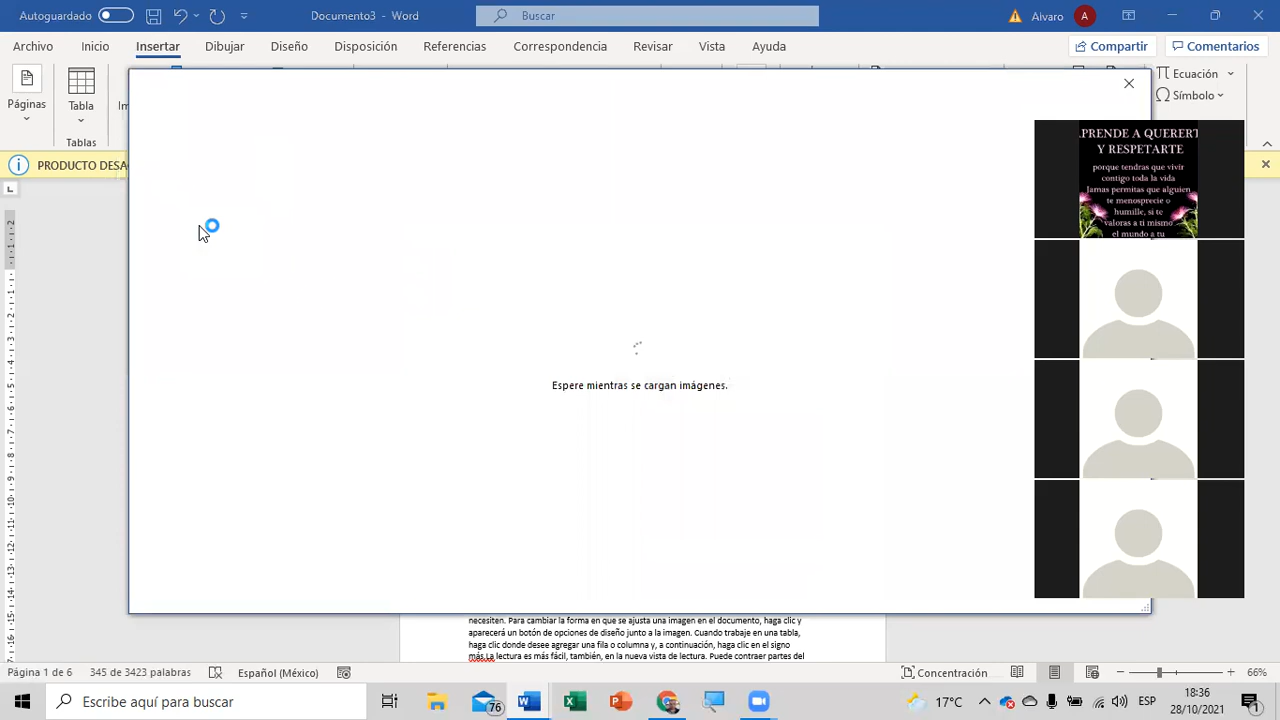 Autoguardado
Documento3 - Word
Buscar
Alvaro
A
Archivo
Inicio
Insertar
Dibujar
Diseño
Disposición
Referencias
Correspondencia
Revisar
Vista
Ayuda
Compartir
Comentarios
Páginas
Tabla
Tablas
Ecuación
Símbolo
PRODUCTO DESA
PRENDE A QUERERT
Y RESPETARTE
porque tendras que vivir
contigo toda la vida
Jamas permitas que alguien
te menosprecie o
humille, si te
valoras a ti mismo
el mundo a tu
Espere mientras se cargan imágenes.
necesiten. Para cambiar la forma en que se ajusta una imagen en el documento, haga clic y
aparecerá un botón de opciones de diseño junto a la imagen. Cuando trabaje en una tabla,
haga clic donde desee agregar una fila o columna y, a continuación, haga clic en el signo
más.La lectura es más fácil, también, en la nueva vista de lectura. Puede contraer partes del
Página 1 de 6
345 de 3423 palabras
Español (México)
Concentración
66%
Escribe aquí para buscar
76
17°C
ESP
18:36
28/10/2021
1